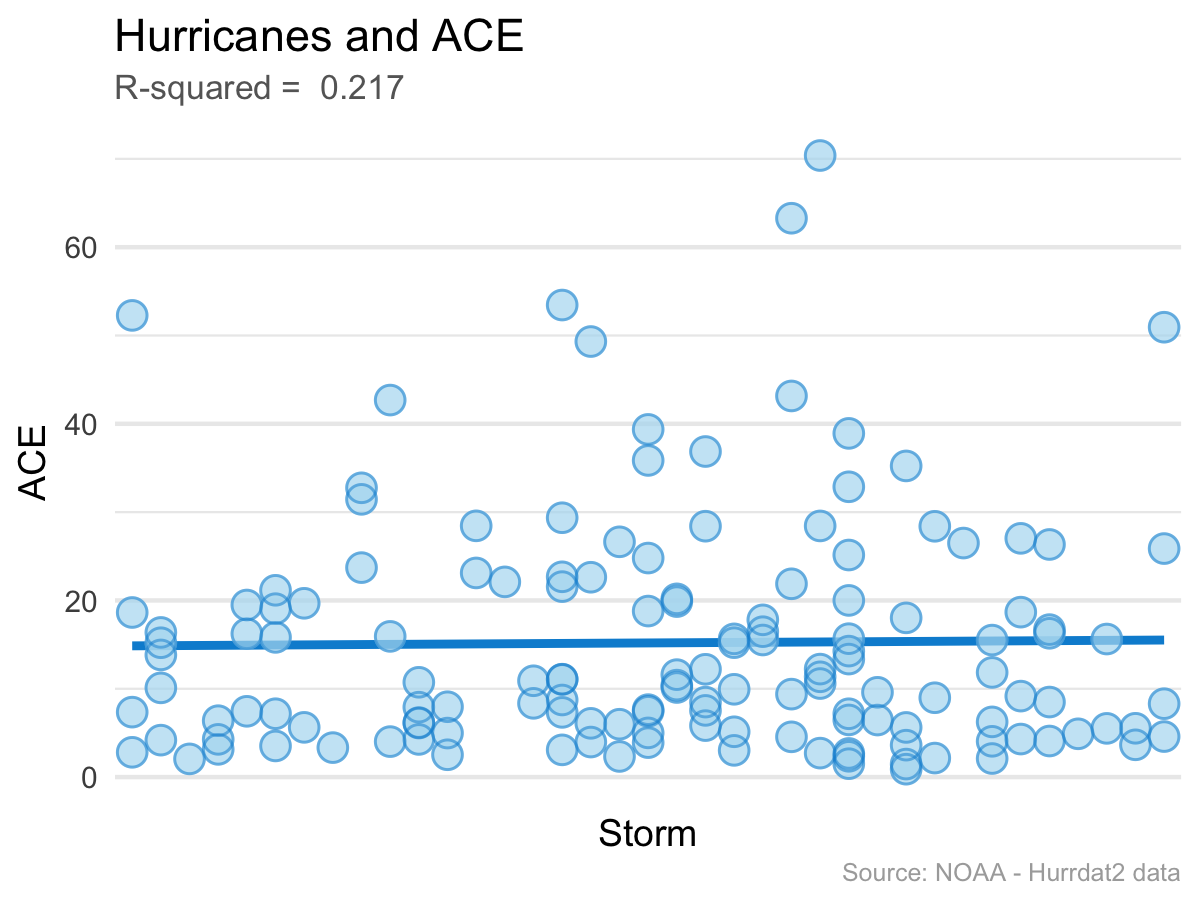 Hurricanes and ACE
R-squared =  0.217
60
40
20
0
ACE
Storm
Source: NOAA - Hurrdat2 data